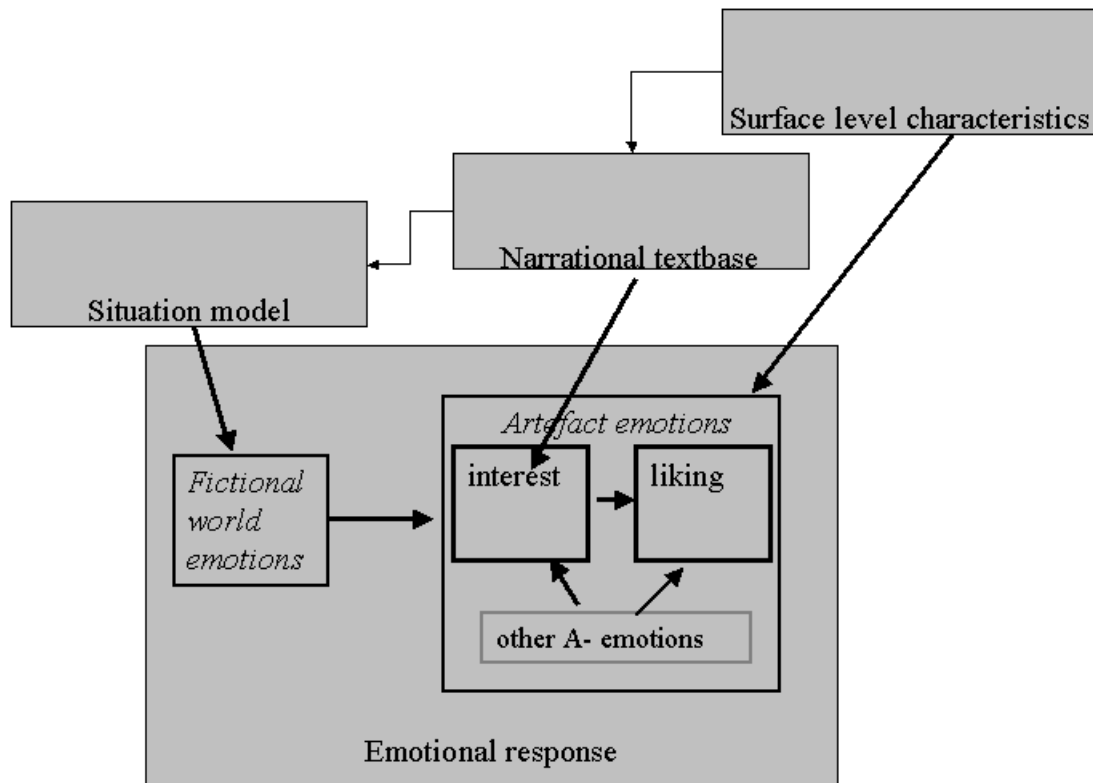 Surface level characteristics
Narrational textbase
Situation model
Artefact emotions
Fictional
world
emotions
interest
liking
other A- emotions
Emotional response